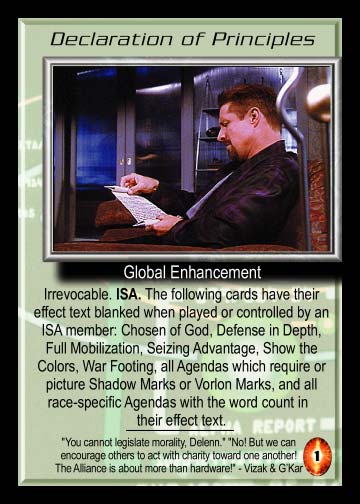 Declaration of Principles
Global Enhancement
Irrevocable. ISA. The following cards have their
effect text blanked when played or controlled by an
ISA member: Chosen of God, Defense in Depth,
Full Mobilization, Seizing Advantage, Show the
Colors, War Footing, all Agendas which require or
picture Shadow Marks or Vorlon Marks, and all
race-specific Agendas with the word count in
their effect text.
"You cannot legislate morality, Delenn." "No! But we can
encourage others to act with charity toward one another!
The Alliance is about more than hardware!" - Vizak & G'Kar
1
REPORT